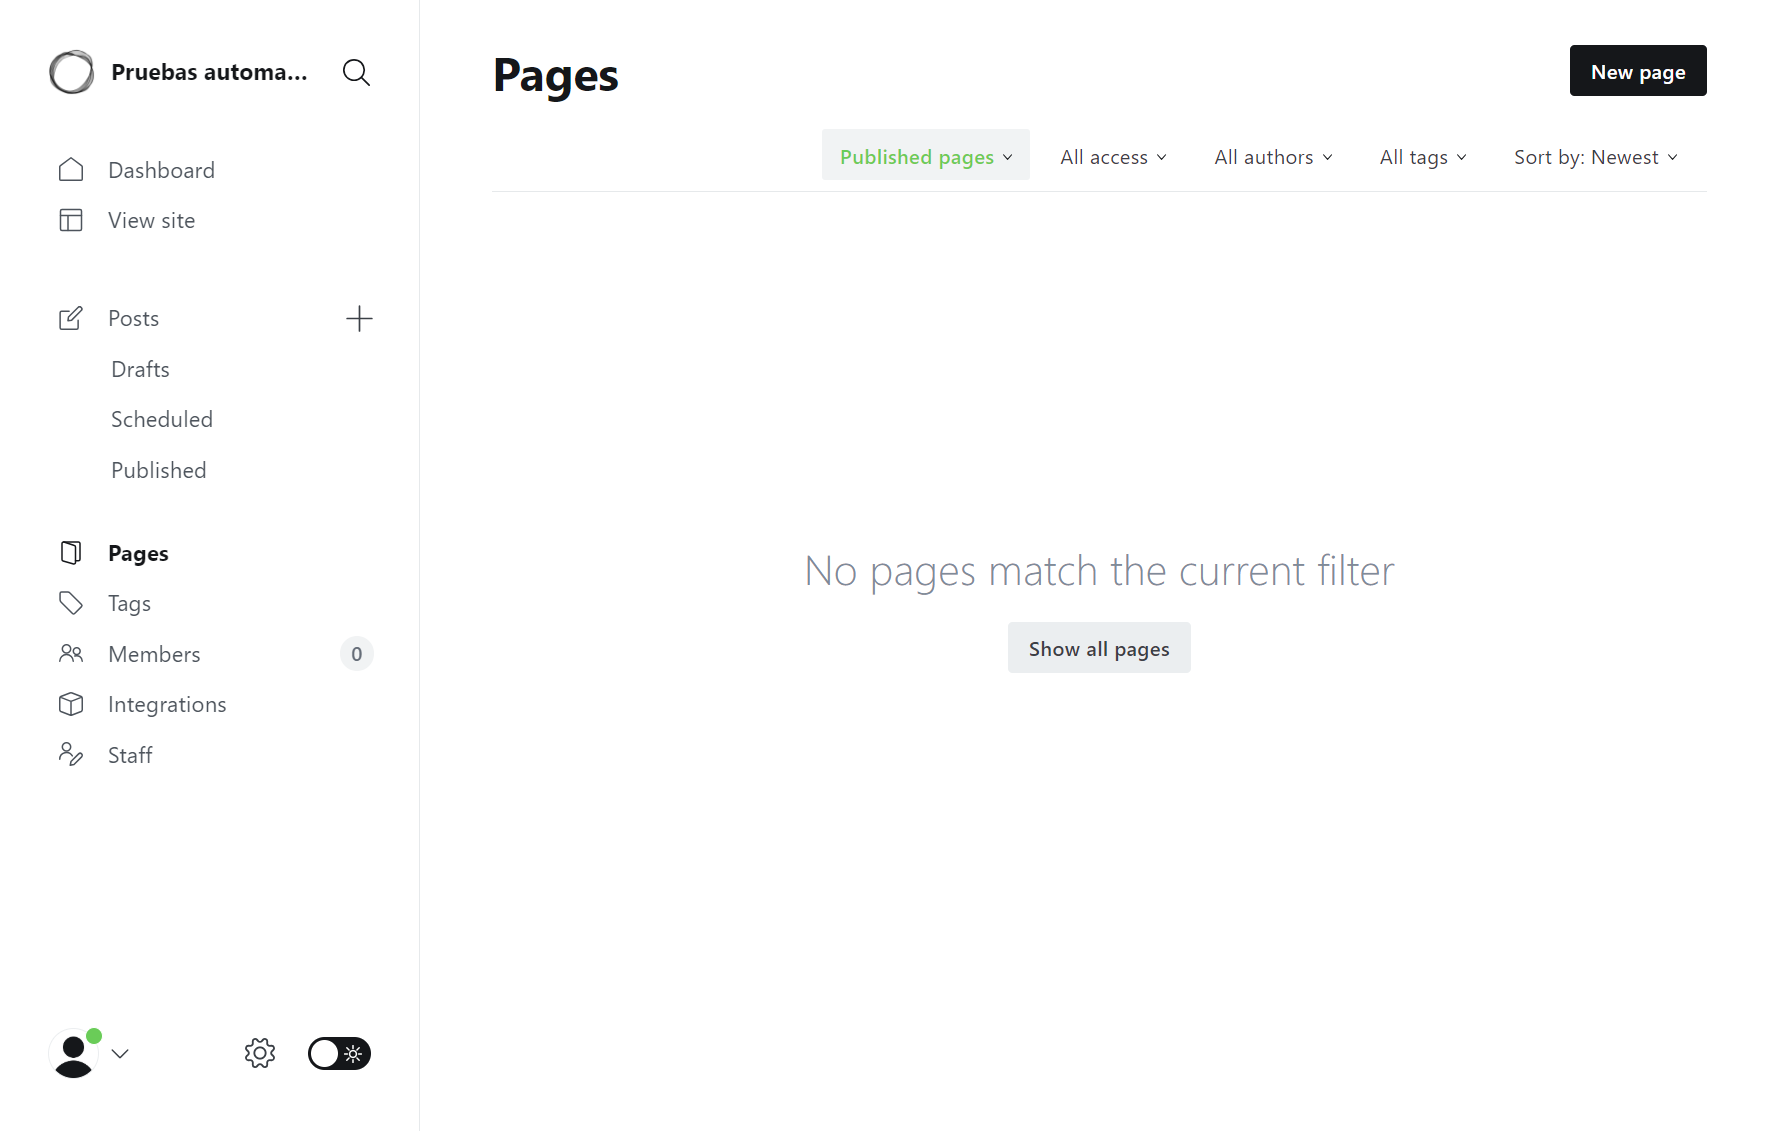 Pruebas automa...
Dashboard
View site
Posts
Drafts
Scheduled
Published
Pages
Tags
Members 0
Integrations
Staff
Pages
New page
Published pages All access All authors All tags Sort by: Newest
No pages match the current filter
Show all pages